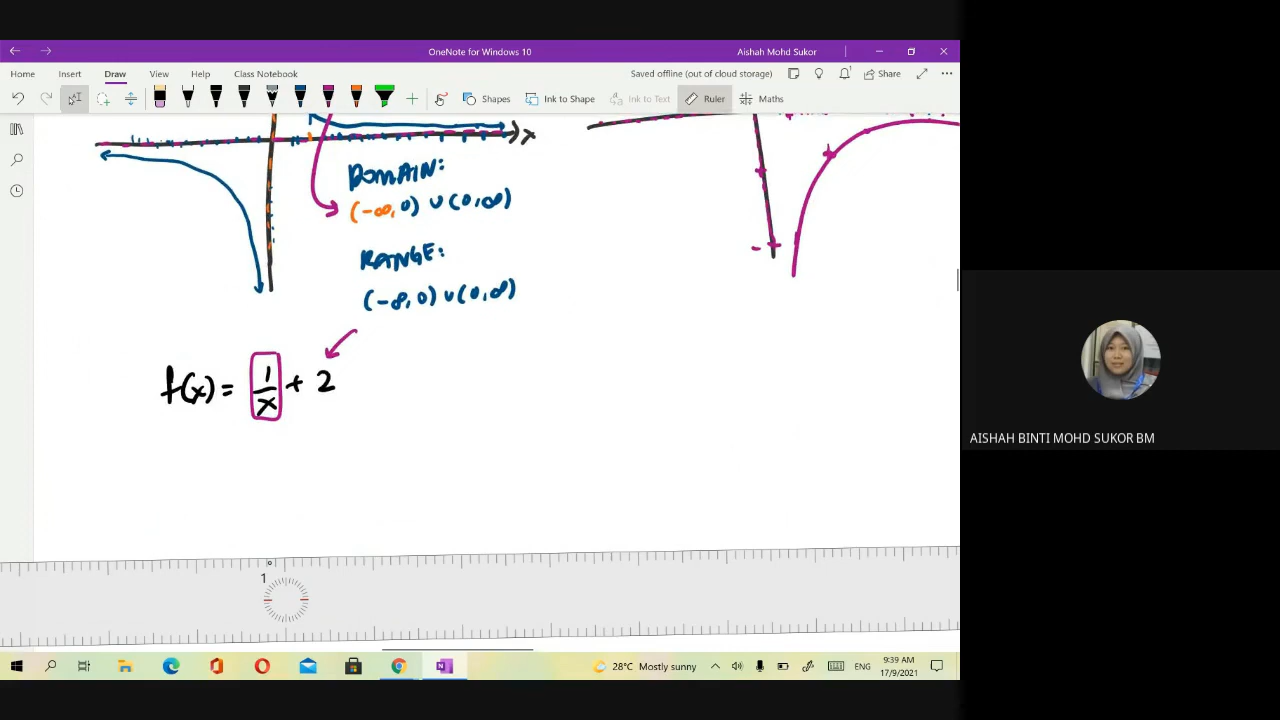 OneNote for Windows 10
Aishah Mohd Sukor
Home Insert Draw View Help Class Notebook
Saved offline (out of cloud storage)
Share
Shapes
Ink to Shape
Ink to Text
Ruler
Maths
x
DOMAIN:
(-∞, 0) ∪ (0, ∞)
RANGE:
(-∞, 0) ∪ (0, ∞)
f(x) = 1/x + 2
1
AISHAH BINTI MOHD SUKOR BM
28°C Mostly sunny
ENG
9:39 AM
17/9/2021